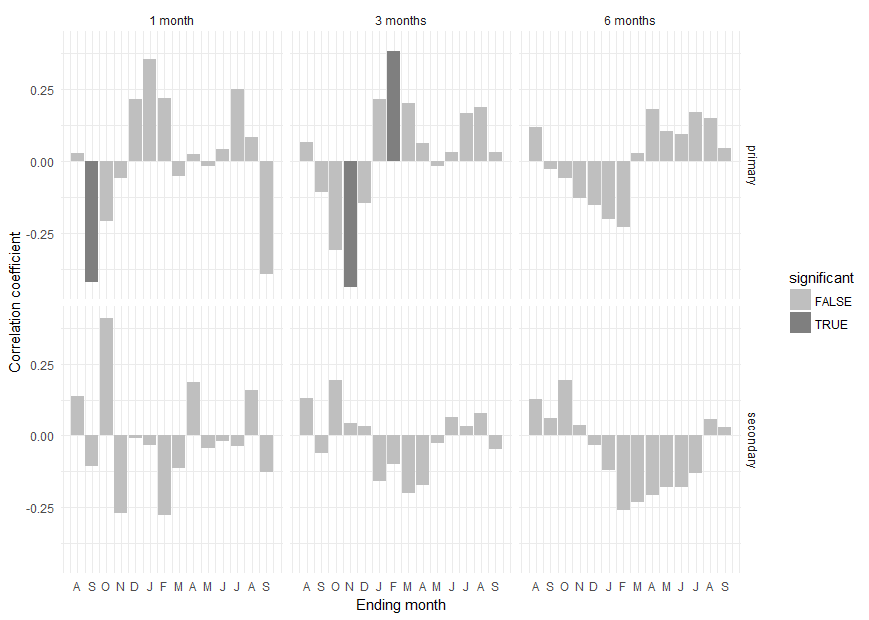 1 month
3 months
6 months
0.25
0.00
-0.25
primary
0.25
0.00
-0.25
secondary
Correlation coefficient
A S O N D J F M A M J J A S
A S O N D J F M A M J J A S
A S O N D J F M A M J J A S
Ending month
significant
FALSE
TRUE